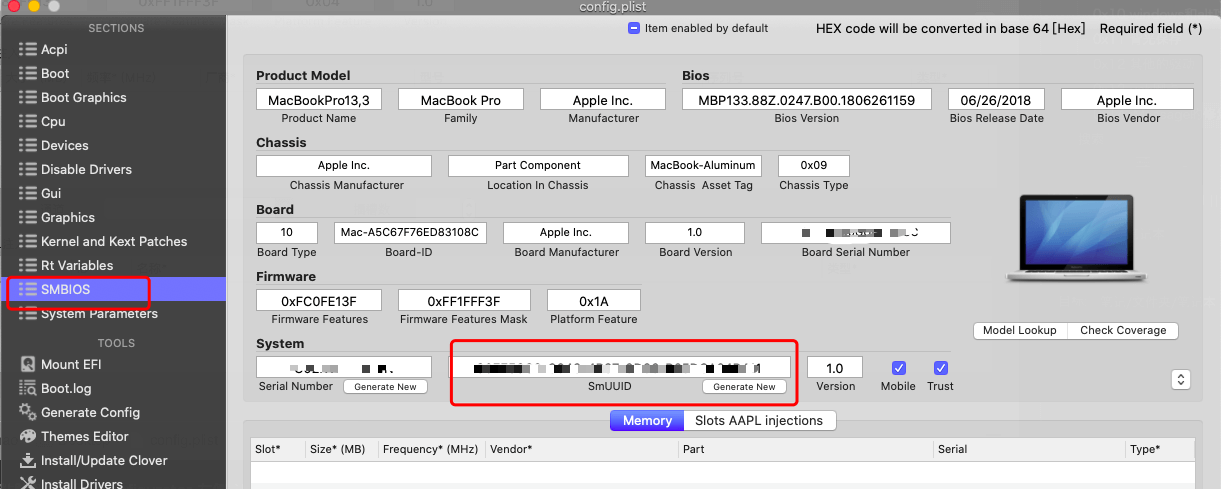 config.plist
SECTIONS
Acpi
Boot
Boot Graphics
Cpu
Devices
Disable Drivers
Gui
Graphics
Kernel and Kext Patches
Rt Variables
SMBIOS
System Parameters
TOOLS
Mount EFI
Boot.log
Generate Config
Themes Editor
Install/Update Clover
Install Drivers
Item enabled by default
HEX code will be converted in base 64 [Hex] Required field (*)
Product Model Bios
MacBookPro13,3 MacBook Pro Apple Inc. MBP133.88Z.0247.B00.1806261159 06/26/2018 Apple Inc.
Product Name Family Manufacturer Bios Version Bios Release Date Bios Vendor
Chassis
Apple Inc. Part Component MacBook-Aluminum 0x09
Chassis Manufacturer Location In Chassis Chassis Asset Tag Chassis Type
Board
10 Mac-A5C67F76ED83108C Apple Inc. 1.0
Board Type Board-ID Board Manufacturer Board Version Board Serial Number
Firmware
0xFC0FE13F 0xFF1FFF3F 0x1A
Firmware Features Firmware Features Mask Platform Feature
Model Lookup Check Coverage
System
1.0
Serial Number Generate New SmUUID Generate New Version Mobile Trust
Memory Slots AAPL injections
Slot* Size* (MB) Frequency* (MHz) Vendor* Part Serial Type*